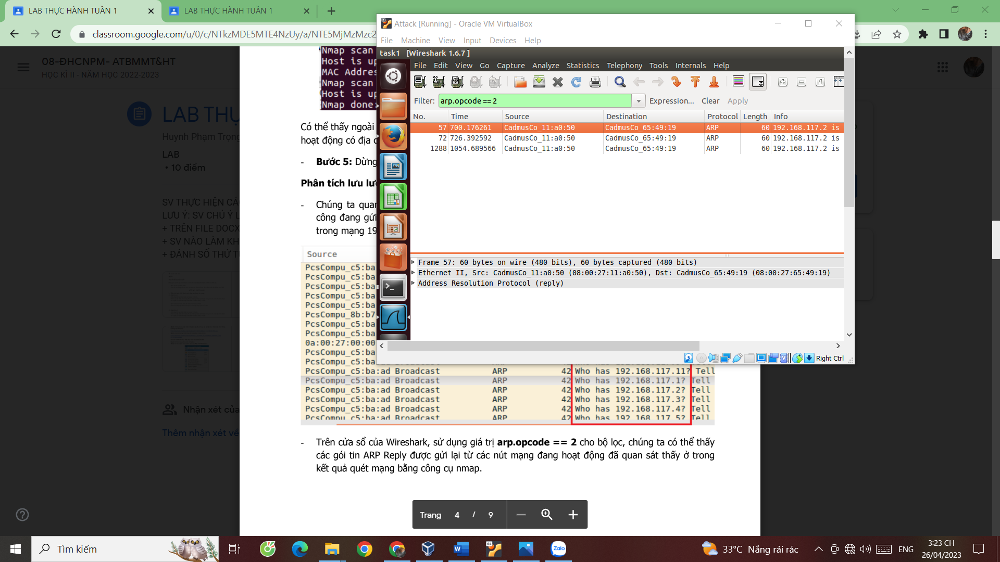 LAB THỰC HÀNH TUẦN 1
LAB THỰC HÀNH TUẦN 1
classroom.google.com/u/0/c/NTkzMDE5MTE4NzUy/a/NTE5MjMzMzc2
08-ĐHCNPM- ATBMMT&HT
HỌC KÌ II - NĂM HỌC 2022-2023
LAB THỰ
Huynh Phạm Trọng
LAB
• 10 điểm
SV THỰC HIỆN CÁ
LƯU Ý: SV CHÚ Ý L
+ TRÊN FILE DOCX
+ SV NÀO LÀM KH
+ ĐÁNH SỐ THỨ T
Nhận xét của
Thêm nhận xét về
Nmap scan
Host is up
MAC Addres
Nmap scan
Host is up
Nmap done:
Có thể thấy ngoài
hoạt động có địa c
- Bước 5: Dừng
Phân tích lưu lư
- Chúng ta quan
công đang gửi
trong mạng 19
Source
PcsCompu_c5:ba
PcsCompu_c5:ba
PcsCompu_c5:ba
PcsCompu_c5:ba
PcsCompu_c5:ba
PcsCompu_8b:b7
PcsCompu_c5:ba
PcsCompu_c5:ba
0a:00:27:00:00
PcsCompu_c5:ba
PcsCompu_c5:ba
PcsCompu_c5:ba:ad Broadcast ARP 42 Who has 192.168.117.11? Tell
PcsCompu_c5:ba:ad Broadcast ARP 42 Who has 192.168.117.1? Tell
PcsCompu_c5:ba:ad Broadcast ARP 42 Who has 192.168.117.2? Tell
PcsCompu_c5:ba:ad Broadcast ARP 42 Who has 192.168.117.3? Tell
PcsCompu_c5:ba:ad Broadcast ARP 42 Who has 192.168.117.4? Tell
PcsCompu_c5:ba:ad Broadcast ARP 42 Who has 192.168.117.5? Tell
- Trên cửa sổ của Wireshark, sử dụng giá trị arp.opcode == 2 cho bộ lọc, chúng ta có thể thấy
các gói tin ARP Reply được gửi lại từ các nút mạng đang hoạt động đã quan sát thấy ở trong
kết quả quét mạng bằng công cụ nmap.
Trang 4 / 9
Attack [Running] - Oracle VM VirtualBox
File Machine View Input Devices Help
task1 [Wireshark 1.6.7 ]
File Edit View Go Capture Analyze Statistics Telephony Tools Internals Help
Filter: arp.opcode == 2 Expression... Clear Apply
No. Time Source Destination Protocol Length Info
57 700.176261 CadmusCo_11:a0:50 CadmusCo_65:49:19 ARP 60 192.168.117.2 is
72 726.392592 CadmusCo_11:a0:50 CadmusCo_65:49:19 ARP 60 192.168.117.2 is
1288 1054.689566 CadmusCo_11:a0:50 CadmusCo_65:49:19 ARP 60 192.168.117.2 is
Frame 57: 60 bytes on wire (480 bits), 60 bytes captured (480 bits)
Ethernet II, Src: CadmusCo_11:a0:50 (08:00:27:11:a0:50), Dst: CadmusCo_65:49:19 (08:00:27:65:49:19)
Address Resolution Protocol (reply)
Right Ctrl
Tìm kiếm
Zalo
33°C Nắng rải rác
ENG
3:23 CH
26/04/2023